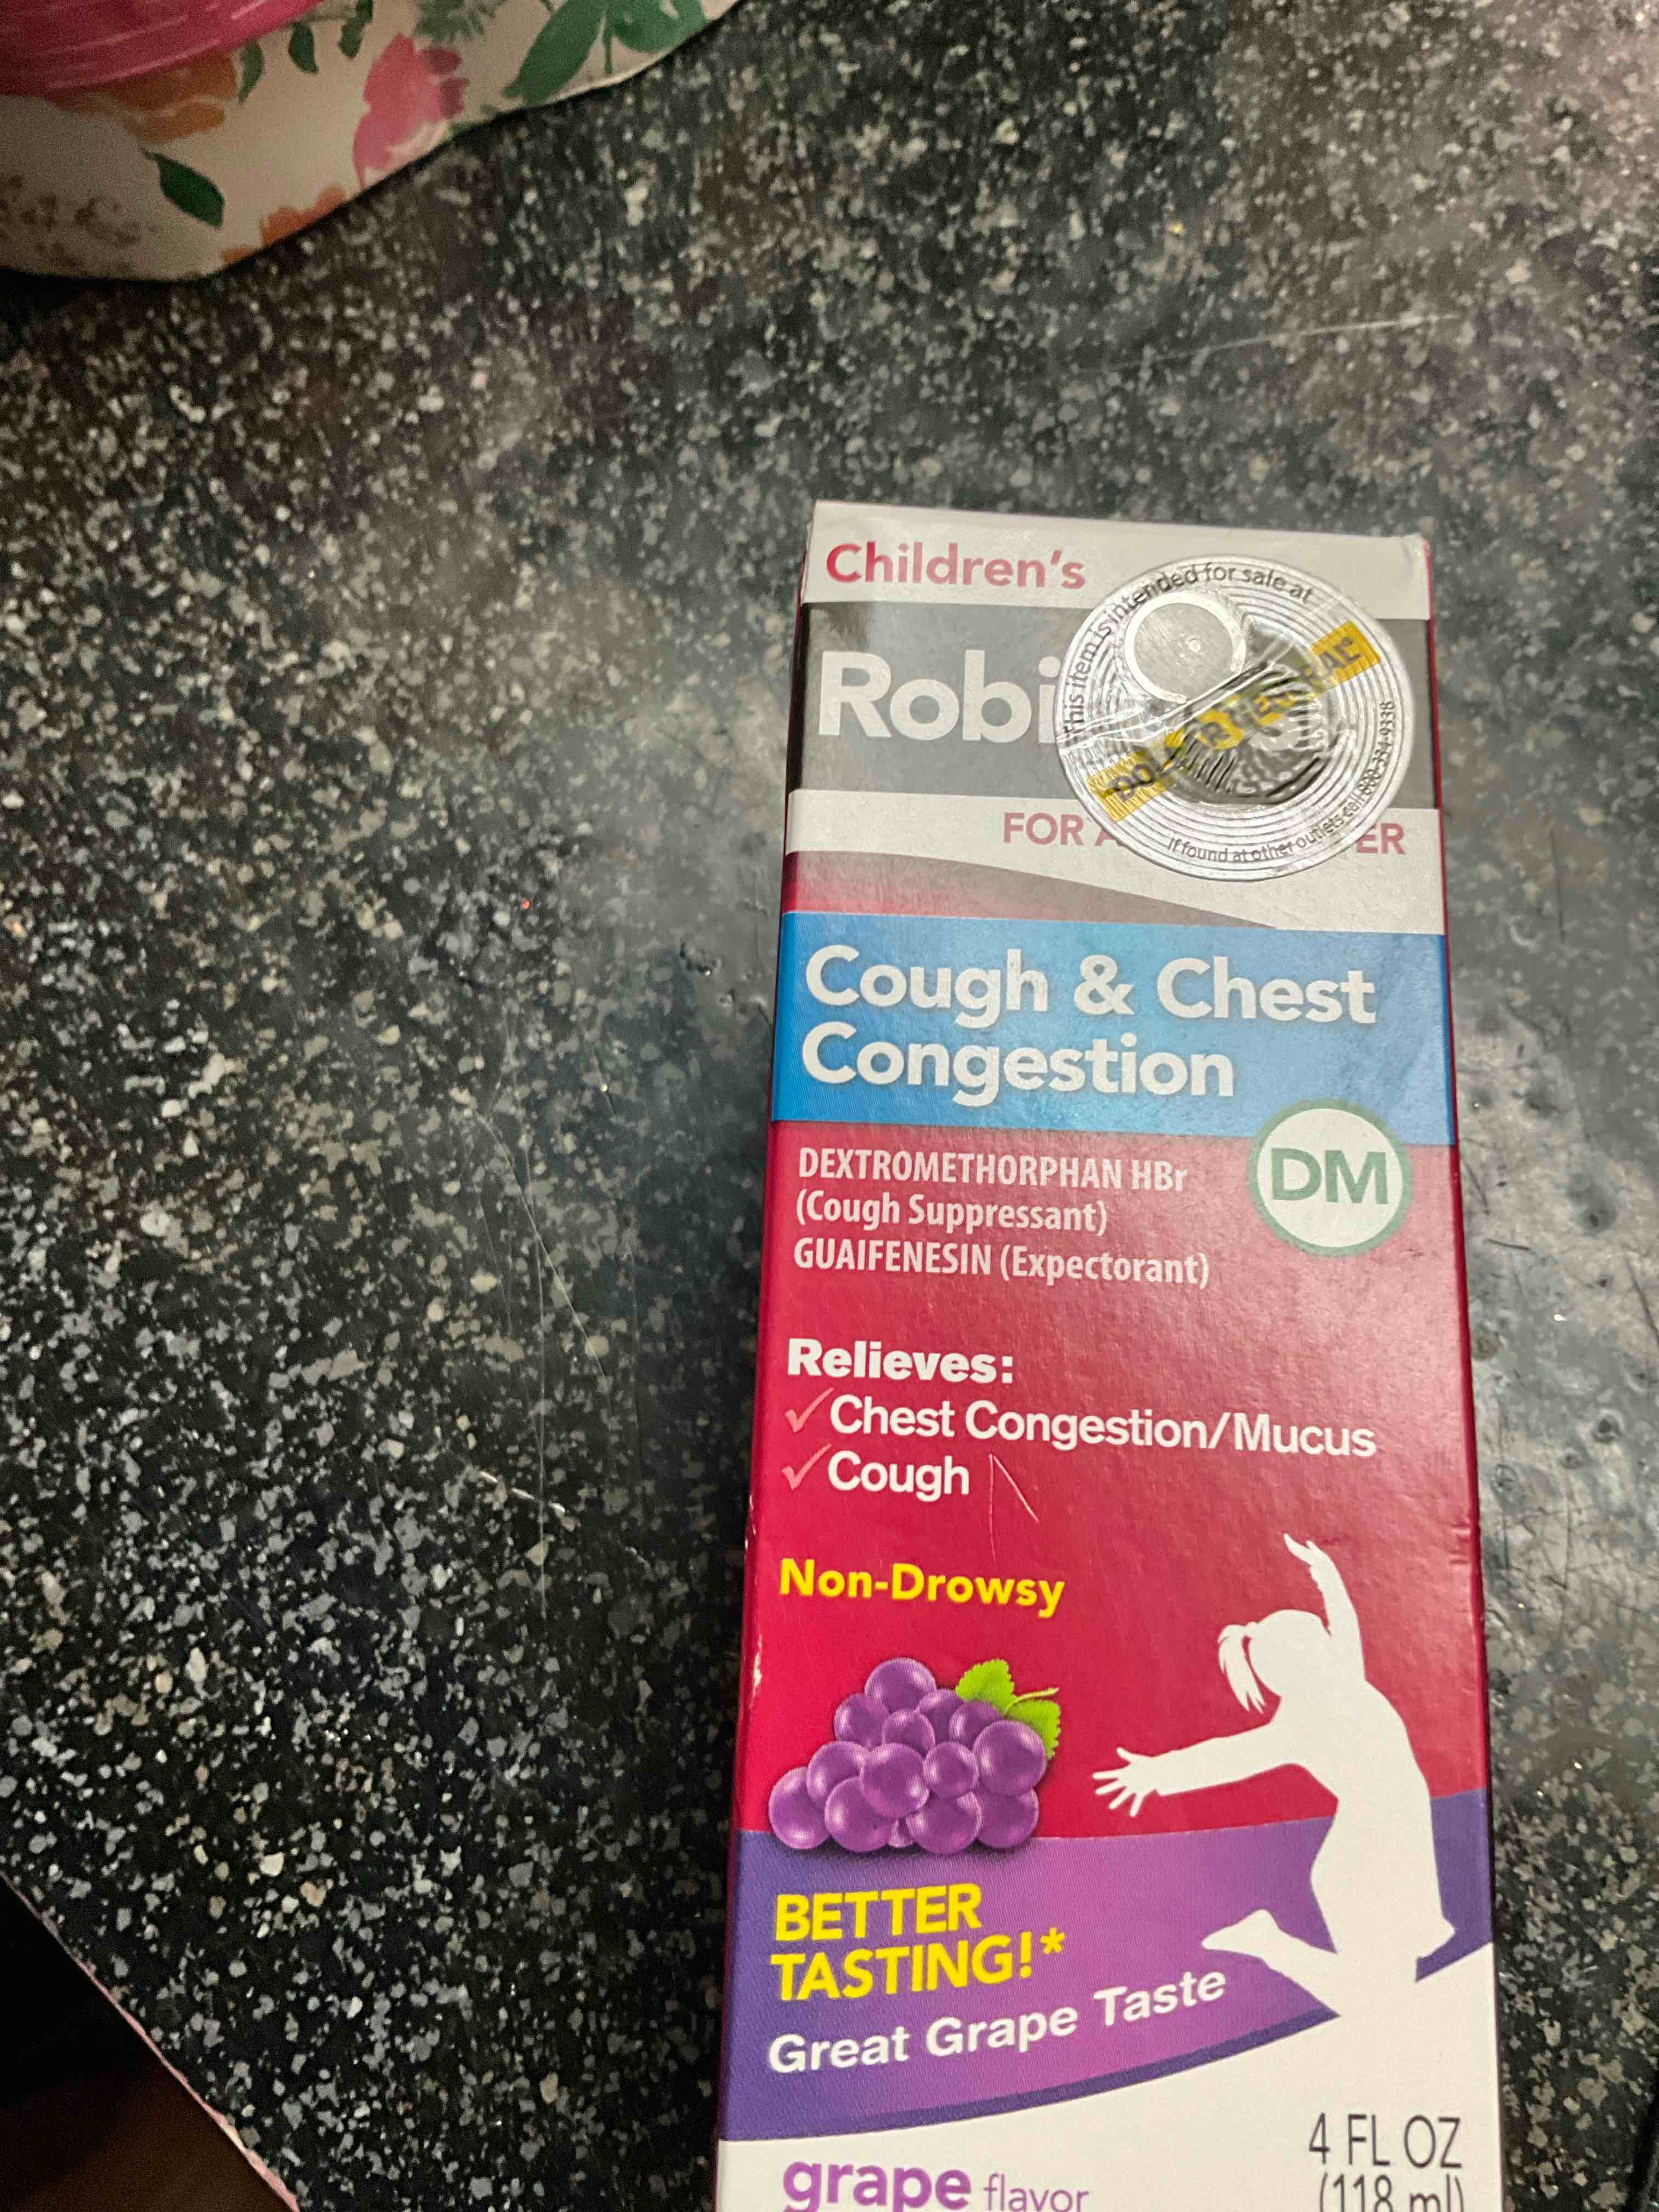 Children's
This item is intended for sale at
Robi
FOR A
ER
If found at other outlets call
Cough & Chest
Congestion
DM
DEXTROMETHORPHAN HBr
(Cough Suppressant)
GUAIFENESIN (Expectorant)
Relieves:
✓ Chest Congestion/Mucus
✓ Cough
Non-Drowsy
BETTER
TASTING!*
Great Grape Taste
4 FL OZ
(118 ml)
grape flavor